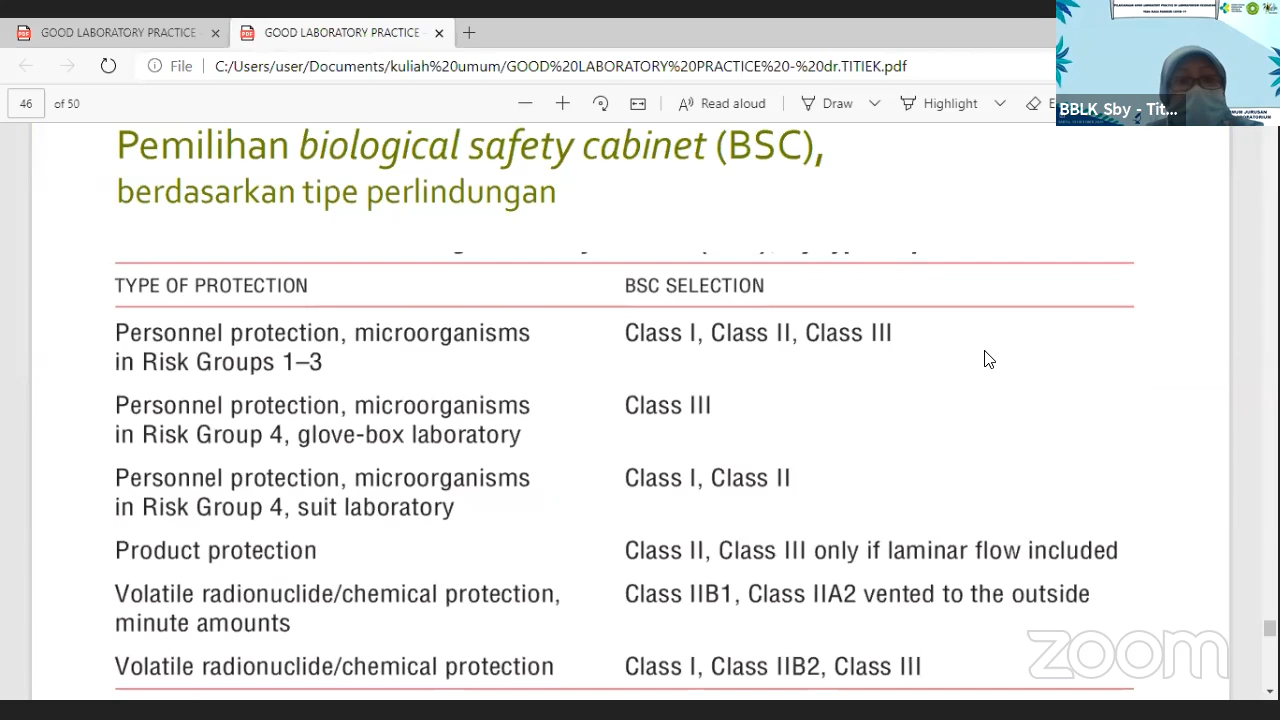 GOOD LABORATORY PRACTICE -
GOOD LABORATORY PRACTICE -
File C:/Users/user/Documents/kuliah%20umum/GOOD%20LABORATORY%20PRACTICE%20-%20dr.TITIEK.pdf
46 of 50 Read aloud Draw Highlight
BBLK Sby - Tit...
Pemilihan biological safety cabinet (BSC),
berdasarkan tipe perlindungan
TYPE OF PROTECTION BSC SELECTION
Personnel protection, microorganisms Class I, Class II, Class III
in Risk Groups 1–3
Personnel protection, microorganisms Class III
in Risk Group 4, glove-box laboratory
Personnel protection, microorganisms Class I, Class II
in Risk Group 4, suit laboratory
Product protection Class II, Class III only if laminar flow included
Volatile radionuclide/chemical protection, Class IIB1, Class IIA2 vented to the outside
minute amounts
Volatile radionuclide/chemical protection Class I, Class IIB2, Class III
zoom